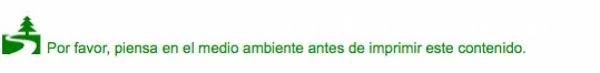 Por favor, piensa en el medio ambiente antes de imprimir este contenido.